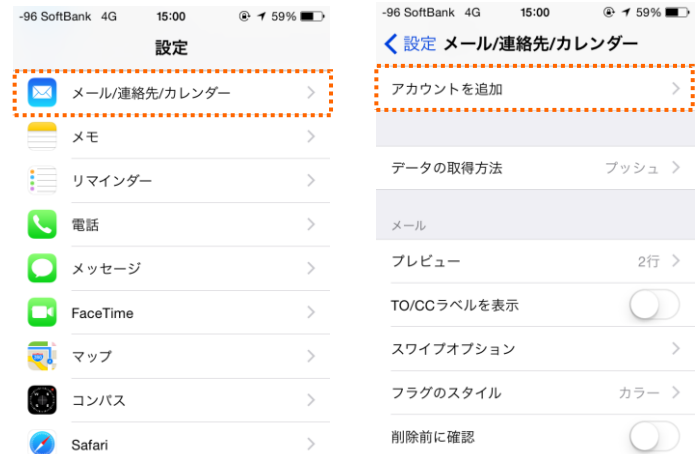 -96 SoftBank 4G 15:00 59%
設定
メール/連絡先/カレンダー
メモ
リマインダー
電話
メッセージ
FaceTime
マップ
コンパス
Safari
-96 SoftBank 4G 15:00 59%
設定 メール/連絡先/カレンダー
アカウントを追加
データの取得方法 プッシュ
メール
プレビュー 2行
TO/CCラベルを表示
スワイプオプション
フラグのスタイル カラー
削除前に確認